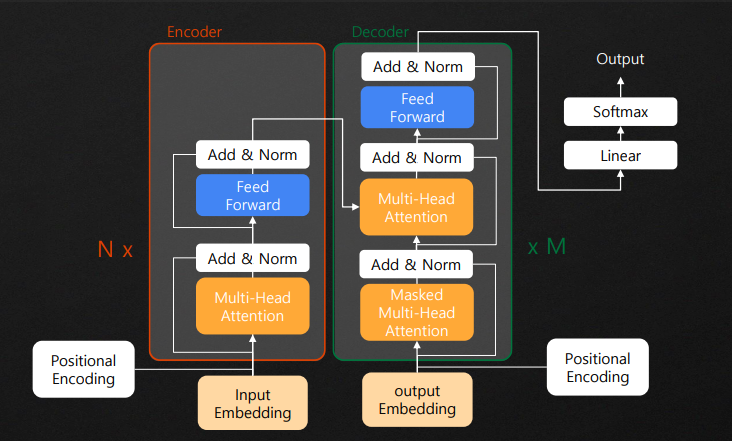 Encoder
Decoder
Add & Norm
Feed
Forward
Multi-Head
Attention
Add & Norm
Add & Norm
Feed
Forward
Add & Norm
Multi-Head
Attention
Add & Norm
Masked
Multi-Head
Attention
Output
Softmax
Linear
N x
x M
Positional
Encoding
Input
Embedding
output
Embedding
Positional
Encoding